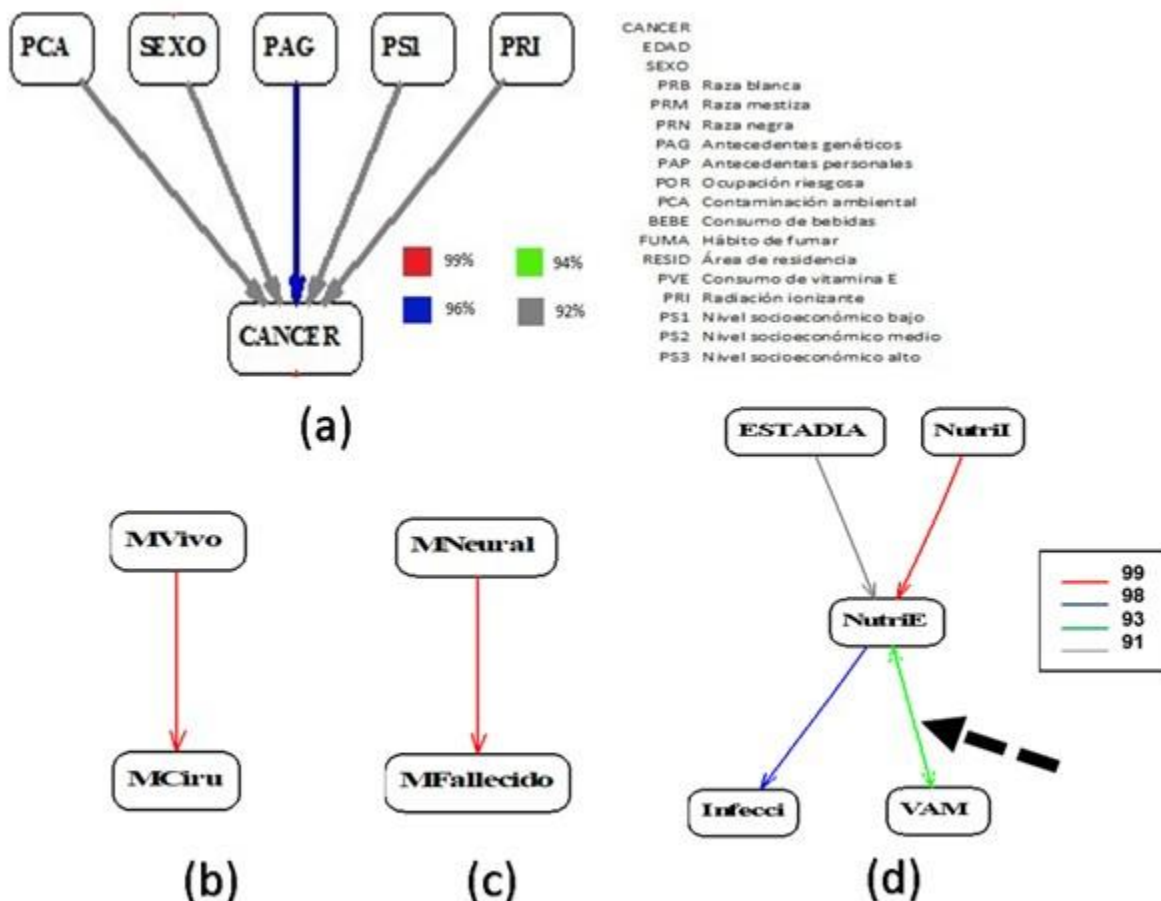 PCA
SEXO
PAG
PS1
PRI
CANCER
99%
94%
96%
92%
(a)
CANCER
EDAD
SEXO
PRB Raza blanca
PRM Raza mestiza
PRN Raza negra
PAG Antecedentes genéticos
PAP Antecedentes personales
POR Ocupación riesgosa
PCA Contaminación ambiental
BEBE Consumo de bebidas
FUMA Hábito de fumar
RESID Área de residencia
PVE Consumo de vitamina E
PRI Radiación ionizante
PS1 Nivel socioeconómico bajo
PS2 Nivel socioeconómico medio
PS3 Nivel socioeconómico alto
MVivo
MCiru
(b)
MNeural
MFallecido
(c)
ESTADIA
NutriI
NutriE
Infecci
VAM
99
98
93
91
(d)